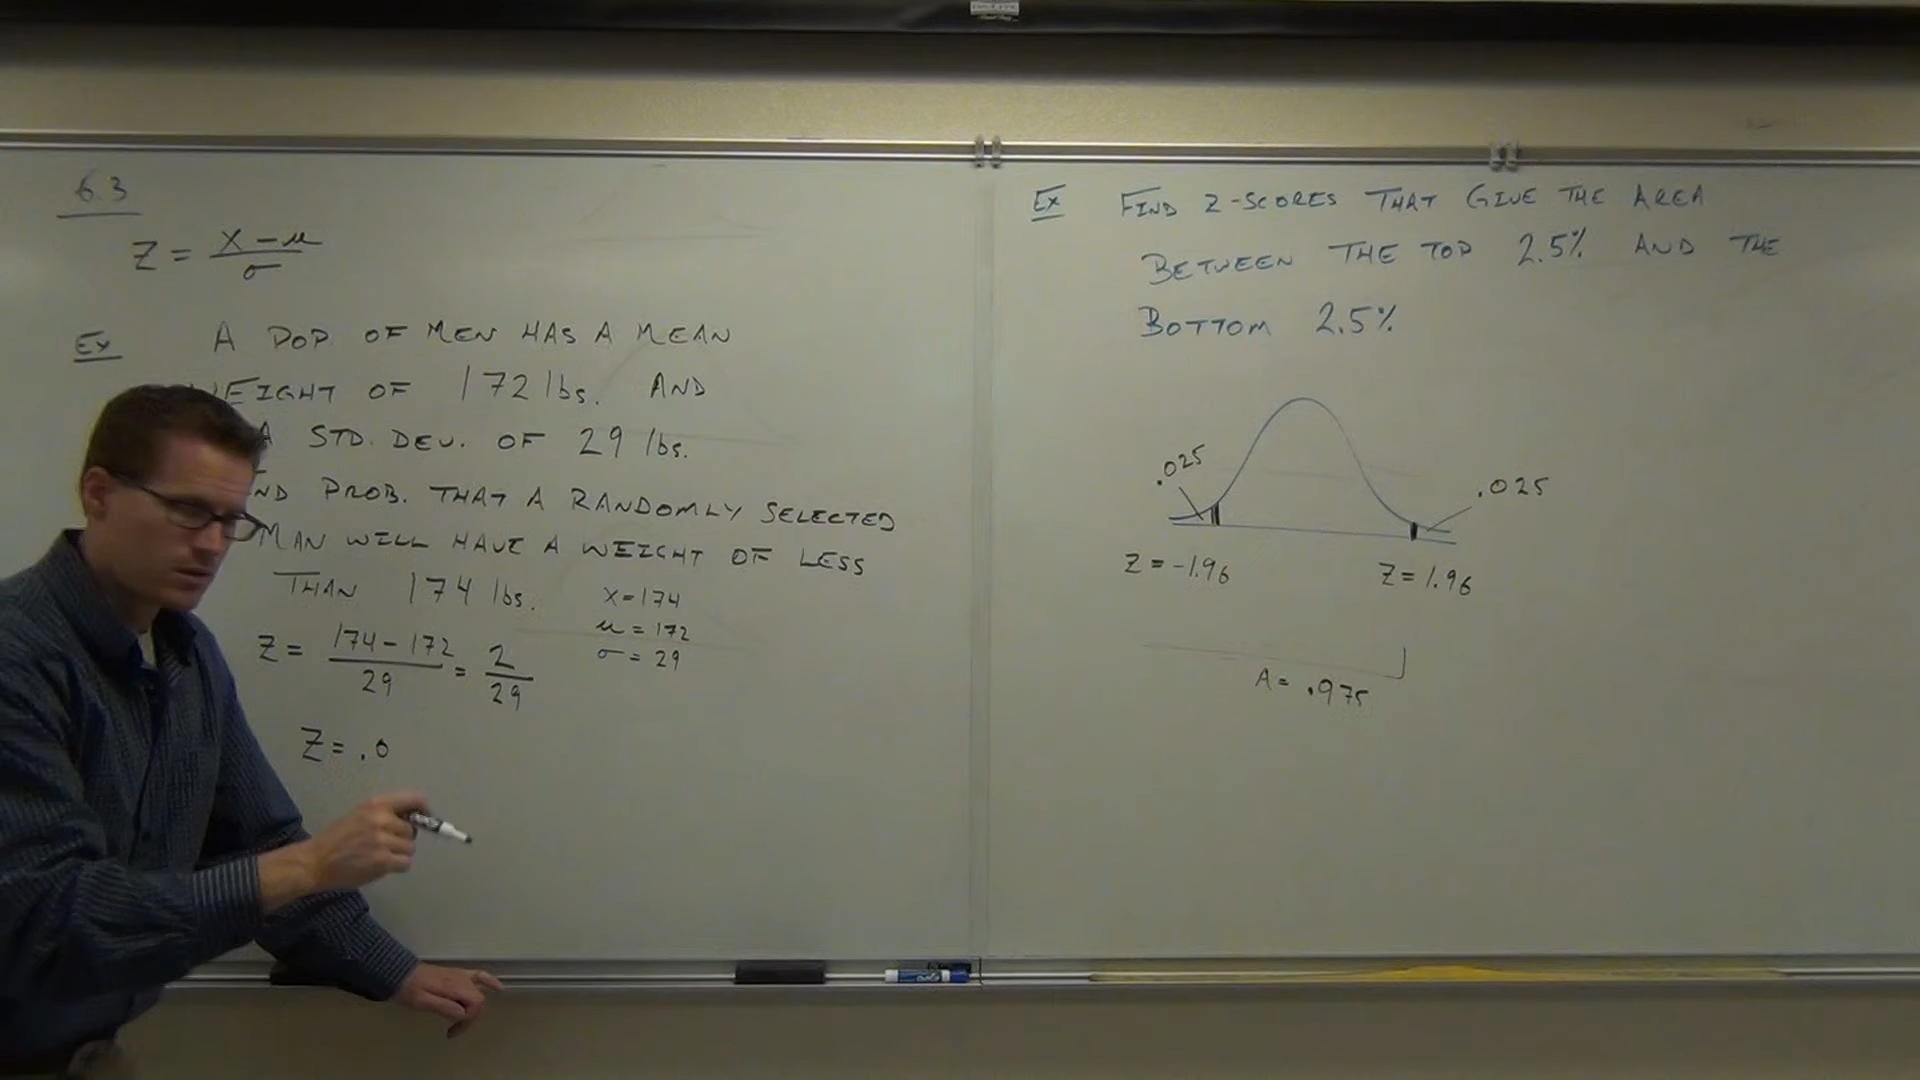 6.3
Z = X - μ / σ
Ex A POP. OF MEN HAS A MEAN
WEIGHT OF 172 lbs. AND
A STD. DEV. OF 29 lbs.
ND PROB. THAT A RANDOMLY SELECTED
MAN WILL HAVE A WEIGHT OF LESS
THAN 174 lbs.
X = 174
μ = 172
σ = 29
Z = 174 - 172 / 29 = 2 / 29
Z = .0
Ex FIND Z-SCORES THAT GIVE THE AREA
BETWEEN THE TOP 2.5% AND THE
BOTTOM 2.5%
.025
.025
Z = -1.96
Z = 1.96
A = .975